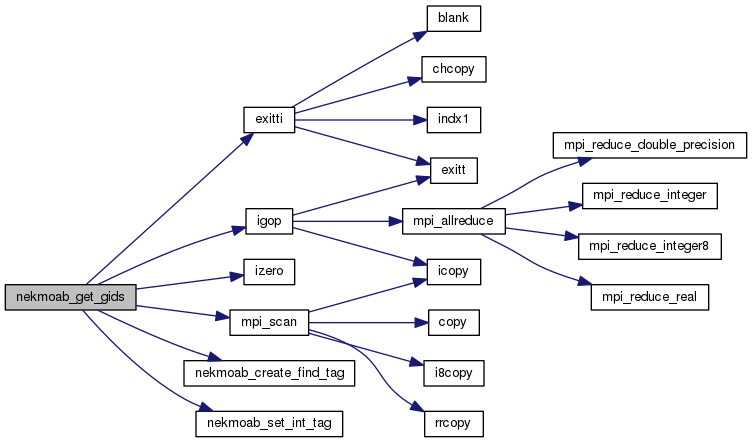 blank
chcopy
exitti
indx1
mpi_reduce_double_precision
exitt
mpi_reduce_integer
igop
mpi_allreduce
mpi_reduce_integer8
izero
icopy
nekmoab_get_gids
mpi_reduce_real
mpi_scan
copy
nekmoab_create_find_tag
i8copy
nekmoab_set_int_tag
rrcopy